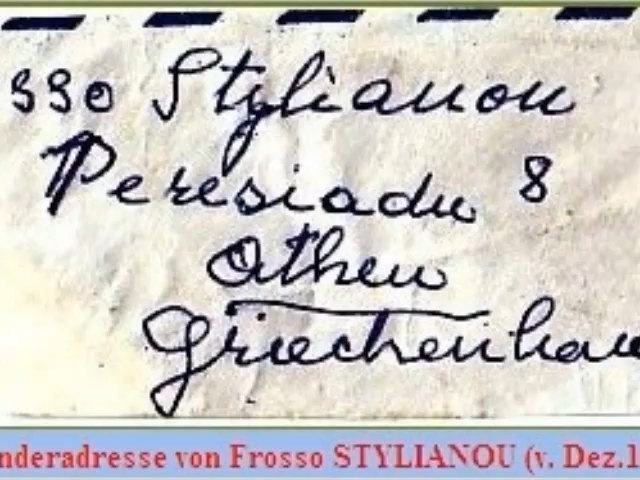 sso Stylianou
Peresiadu 8
Athen
Griechenlan
nderadresse von Frosso STYLIANOU (v. Dez.1